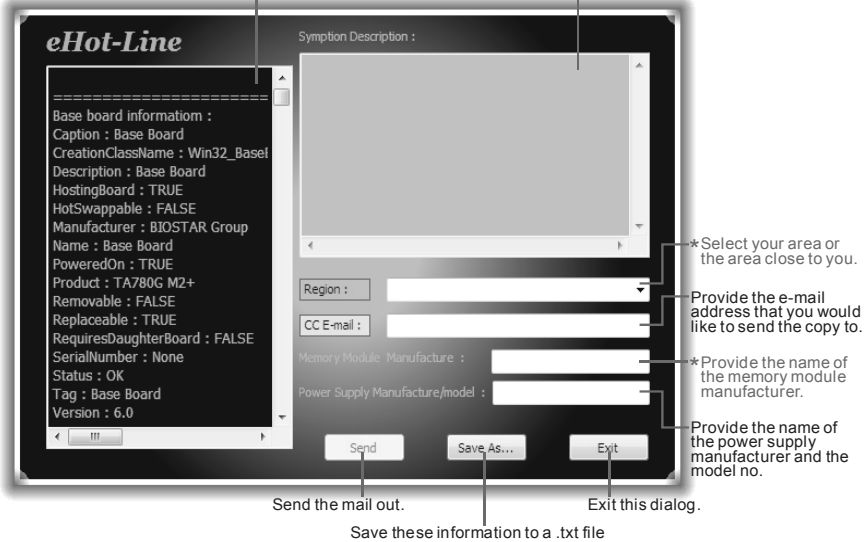 eHot-Line
Symption Description :
======================
Base board informatiom :
Caption : Base Board
CreationClassName : Win32_BaseB
Description : Base Board
HostingBoard : TRUE
HotSwappable : FALSE
Manufacturer : BIOSTAR Group
Name : Base Board
PoweredOn : TRUE
Product : TA780G M2+
Removable : FALSE
Replaceable : TRUE
RequiresDaughterBoard : FALSE
SerialNumber : None
Status : OK
Tag : Base Board
Version : 6.0
Region :
CC E-mail :
Memory Module Manufacture :
Power Supply Manufacture/model :
Send
Save As...
Exit
*Select your area or
the area close to you.
Provide the e-mail
address that you would
like to send the copy to.
*Provide the name of
the memory module
manufacturer.
Provide the name of
the power supply
manufacturer and the
model no.
Send the mail out.
Exit this dialog.
Save these information to a .txt file